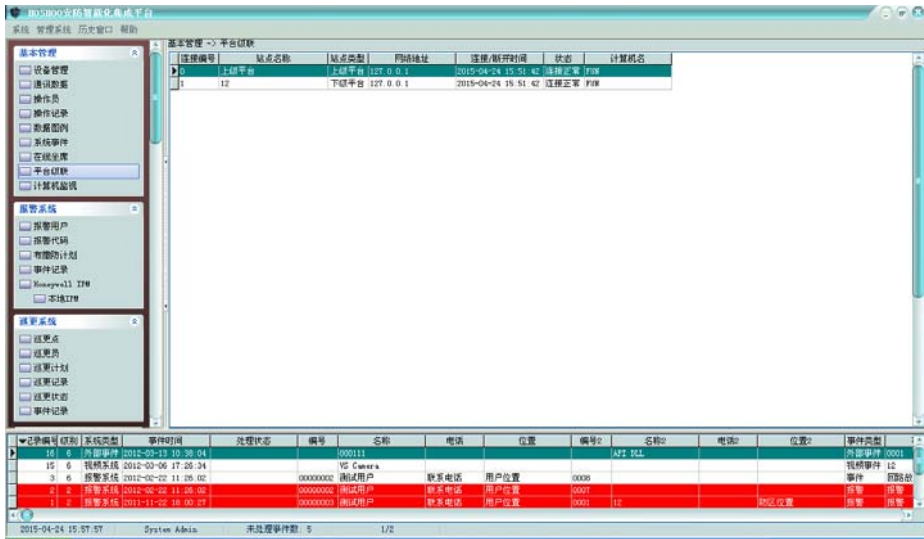 HOSHOO安防智能化集成平台
系统 管理系统 历史窗口 帮助
基本管理
设备管理
通讯数据
操作员
操作记录
数据图例
系统事件
在线坐席
平台级联
计算机监视
报警系统
报警用户
报警代码
布撤防计划
事件记录
Honeywell IPM
本地IPM
巡更系统
巡更点
巡更员
巡更计划
巡更记录
巡更状态
事件记录
基本管理 -> 平台级联
连接编号 站点名称 站点类型 网络地址 连接/断开时间 状态 计算机名
0 上级平台 上级平台 127.0.0.1 2015-04-24 15:51:42 连接正常
1 12 下级平台 127.0.0.1 2015-04-24 15:51:42 连接正常
记录编号 级别 系统类型 事件时间 处理状态 编号 名称 电话 位置 编号2 名称2 电话2 位置2 事件类型
16 6 外部事件 2012-03-13 10:38:04 000111 API DLL 外部事件 0001
15 6 视频系统 2012-03-06 17:26:34 VS Camera 视频事件 12
3 6 报警系统 2012-02-22 11:26:02 00000002 测试用户 联系电话 用户位置 0008 事件 回路故
2 2 报警系统 2012-02-22 11:26:02 00000002 测试用户 联系电话 用户位置 0007 报警 报警
1 2 报警系统 2011-11-22 18:00:27 00000003 测试用户 联系电话 用户位置 0001 12 防区位置 报警 报警
2015-04-24 15:57:57 System Admin 未处理事件数: 5 1/2